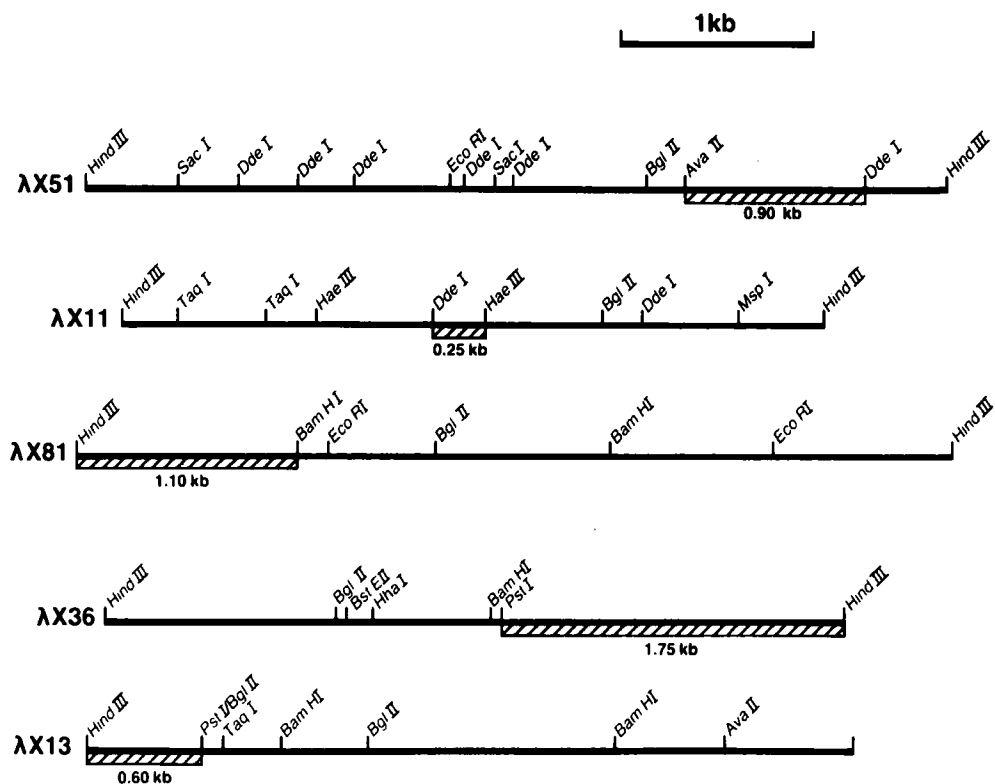 1kb
Hind III Sac I Dde I Dde I Dde I Eco RI Dde I Sac I Dde I Bgl II Ava II Dde I Hind III
λX51
0.90 kb
Hind III Taq I Taq I Hae III Dde I Hae III Bgl II Dde I Msp I Hind III
λX11
0.25 kb
Hind III Bam HI Eco RI Bgl II Bam HI Eco RI Hind III
λX81
1.10 kb
Hind III Bgl II Bst EII Hha I Bam HI Pst I Hind III
λX36
1.75 kb
Hind III Pst I/Bgl II Taq I Bam HI Bgl II Bam HI Ava II
λX13
0.60 kb